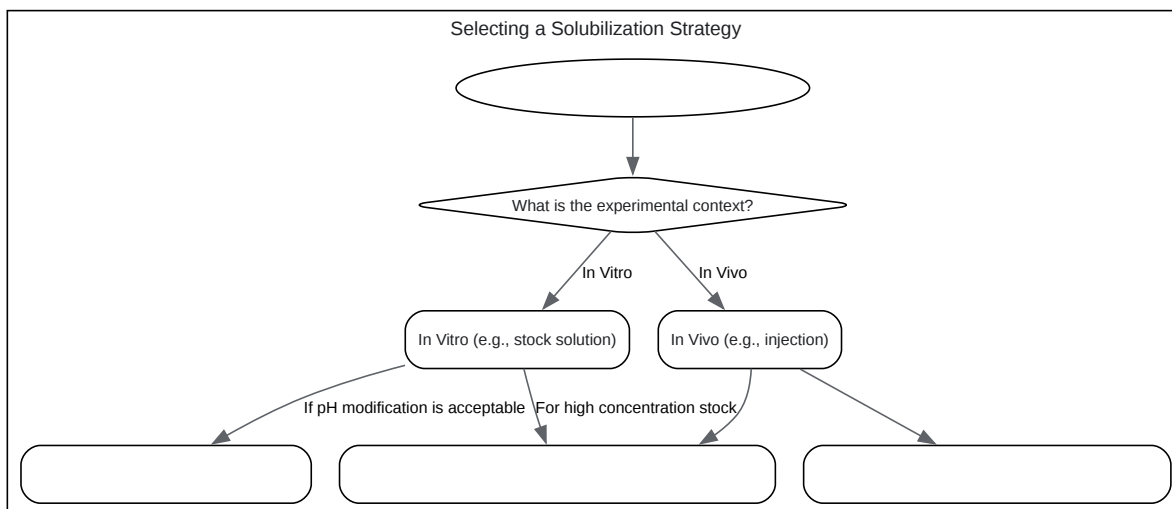 Selecting a Solubilization Strategy
What is the experimental context?
In Vitro
In Vivo
In Vitro (e.g., stock solution)
In Vivo (e.g., injection)
If pH modification is acceptable
For high concentration stock